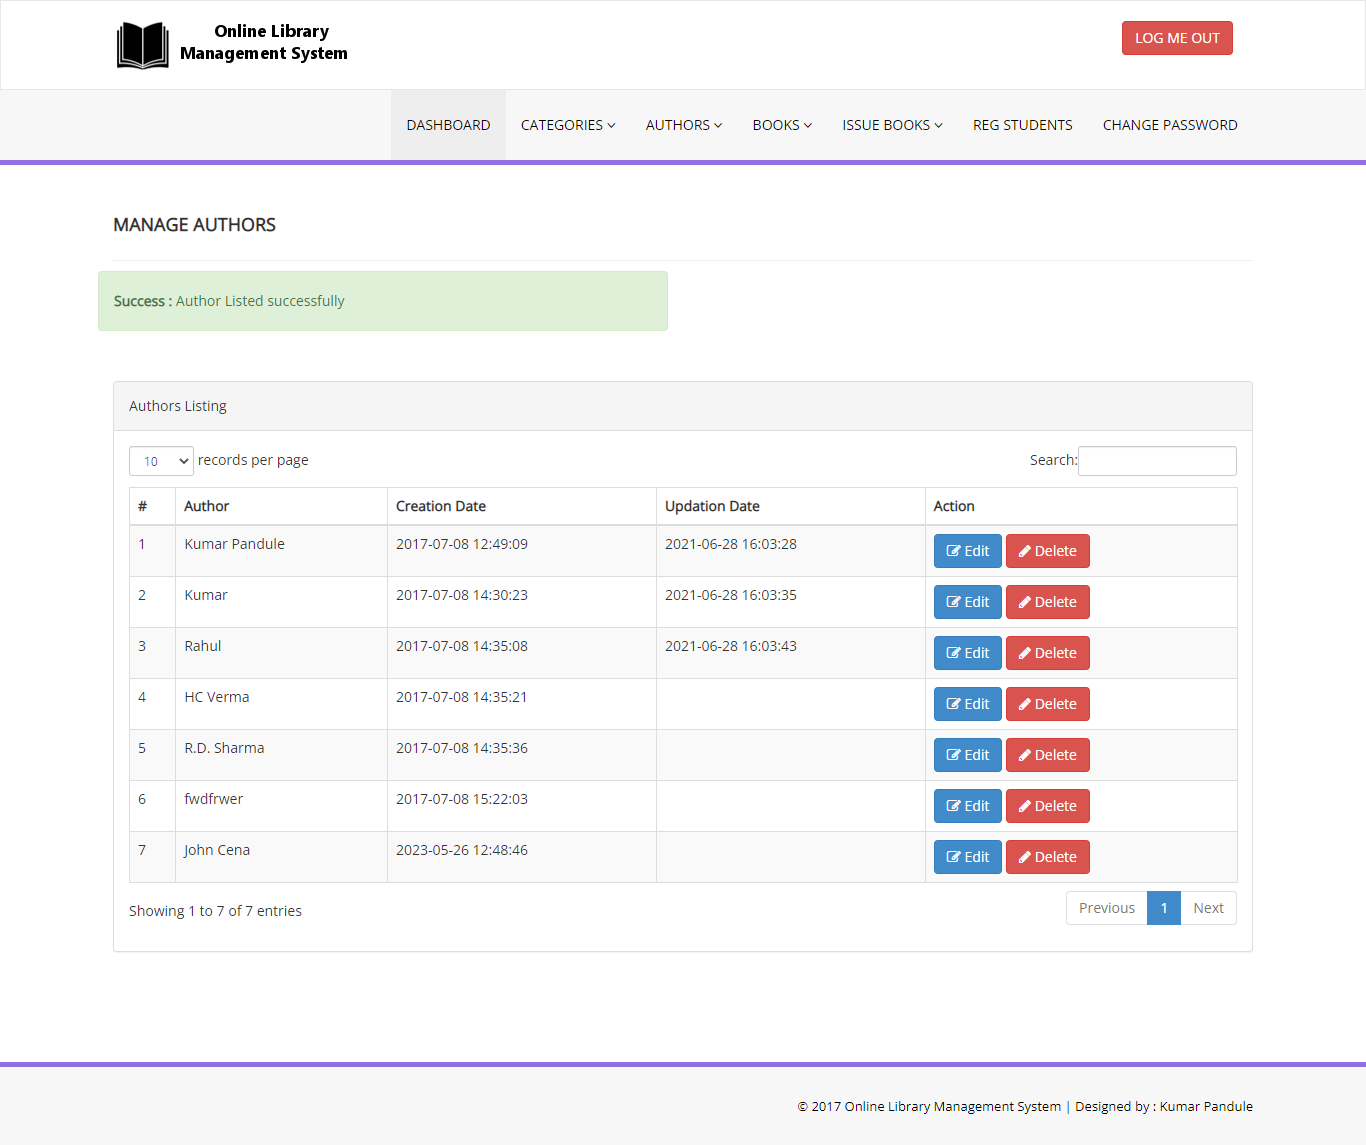 Online Library
Management System
LOG ME OUT
DASHBOARD CATEGORIES AUTHORS BOOKS ISSUE BOOKS REG STUDENTS CHANGE PASSWORD
MANAGE AUTHORS
Success : Author Listed successfully
Authors Listing
10 records per page Search:
# Author Creation Date Updation Date Action
1 Kumar Pandule 2017-07-08 12:49:09 2021-06-28 16:03:28 Edit Delete
2 Kumar 2017-07-08 14:30:23 2021-06-28 16:03:35 Edit Delete
3 Rahul 2017-07-08 14:35:08 2021-06-28 16:03:43 Edit Delete
4 HC Verma 2017-07-08 14:35:21 Edit Delete
5 R.D. Sharma 2017-07-08 14:35:36 Edit Delete
6 fwdfrwer 2017-07-08 15:22:03 Edit Delete
7 John Cena 2023-05-26 12:48:46 Edit Delete
Showing 1 to 7 of 7 entries Previous 1 Next
© 2017 Online Library Management System | Designed by : Kumar Pandule